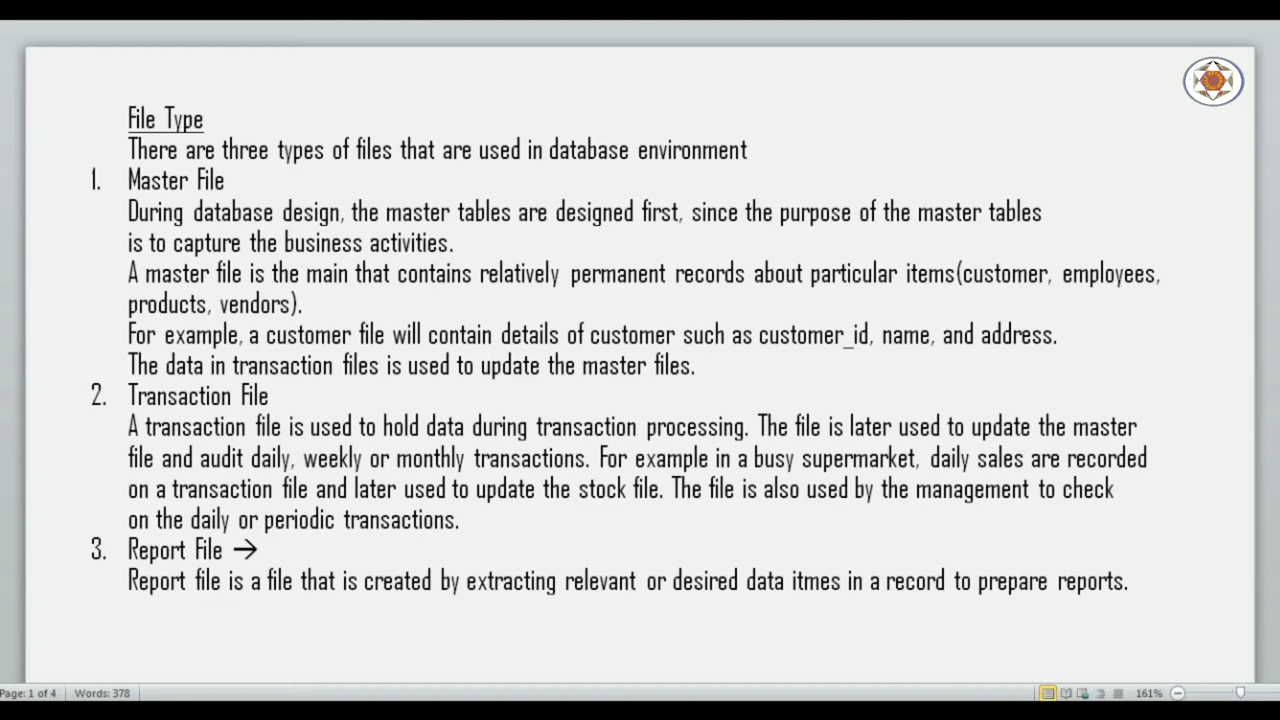 File Type
There are three types of files that are used in database environment
1. Master File
During database design, the master tables are designed first, since the purpose of the master tables
is to capture the business activities.
A master file is the main that contains relatively permanent records about particular items(customer, employees,
products, vendors).
For example, a customer file will contain details of customer such as customer_id, name, and address.
The data in transaction files is used to update the master files.
2. Transaction File
A transaction file is used to hold data during transaction processing. The file is later used to update the master
file and audit daily, weekly or monthly transactions. For example in a busy supermarket, daily sales are recorded
on a transaction file and later used to update the stock file. The file is also used by the management to check
on the daily or periodic transactions.
3. Report File →
Report file is a file that is created by extracting relevant or desired data itmes in a record to prepare reports.
Page: 1 of 4 Words: 378 161%